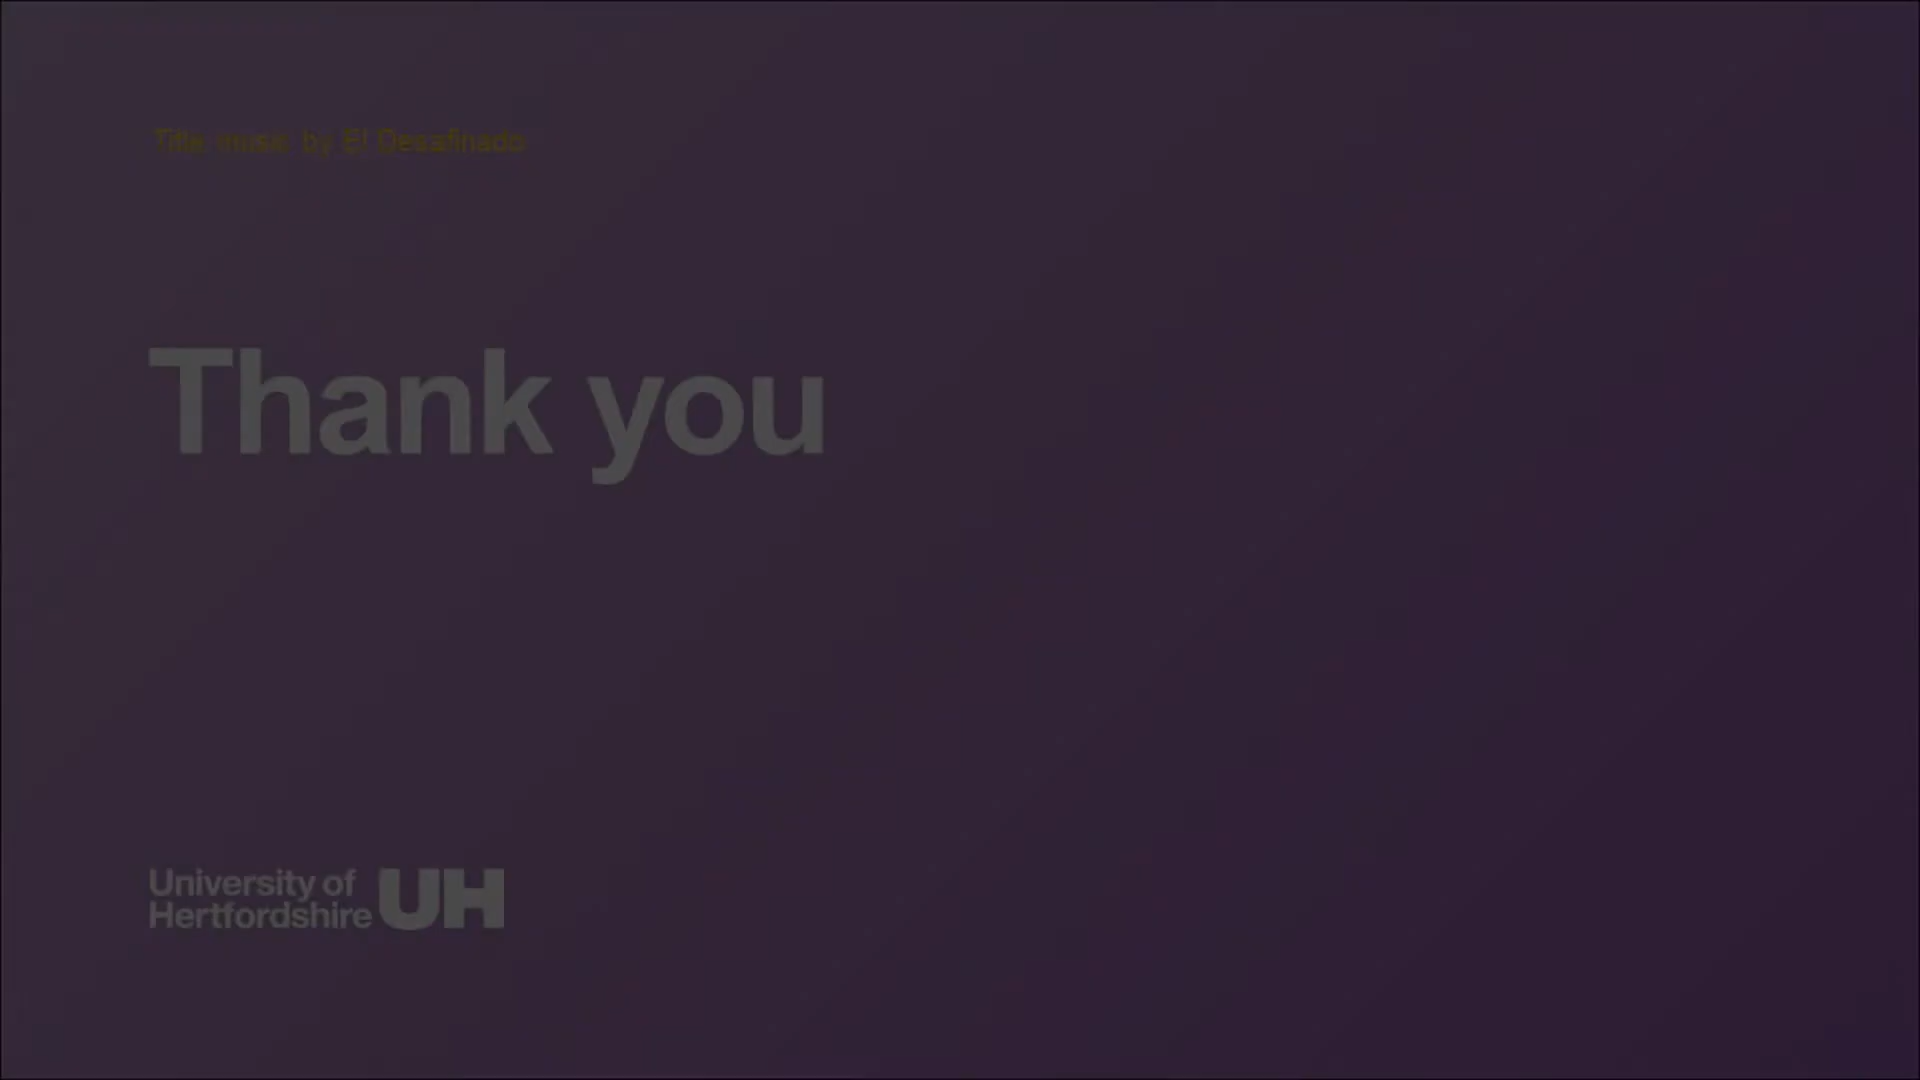 Title music by El Desafinado
Thank you
University of
Hertfordshire UH